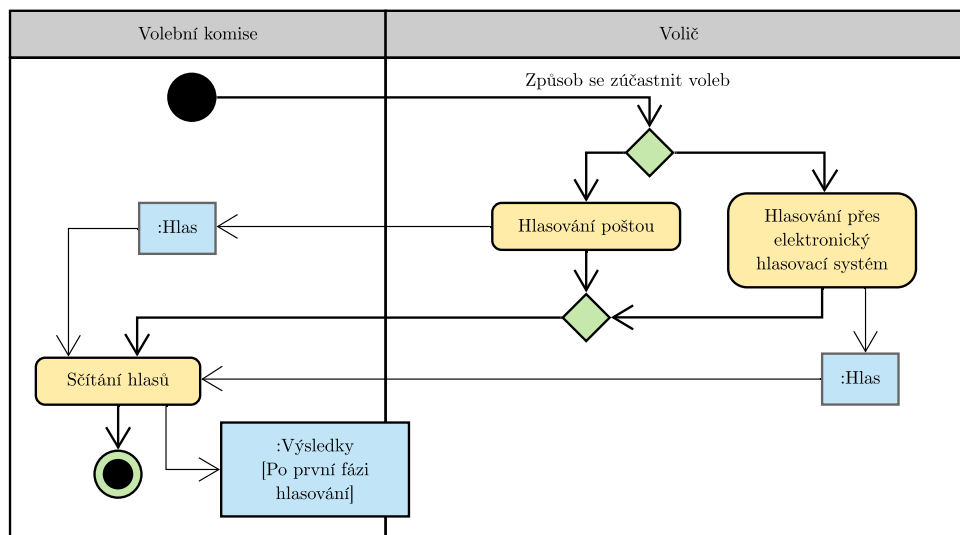 Volební komise
Volič
Způsob se zúčastnit voleb
:Hlas
Hlasování poštou
Hlasování přes
elektronický
hlasovací systém
Sčítání hlasů
:Hlas
:Výsledky
[Po první fázi
hlasování]